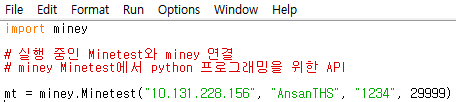 File Edit Format Run Options Window Help
import miney
# 실행 중인 Minetest와 miney 연결
# miney Minetest에서 python 프로그래밍을 위한 API
mt = miney.Minetest("10.131.228.156", "AnsanTHS", "1234", 29999)